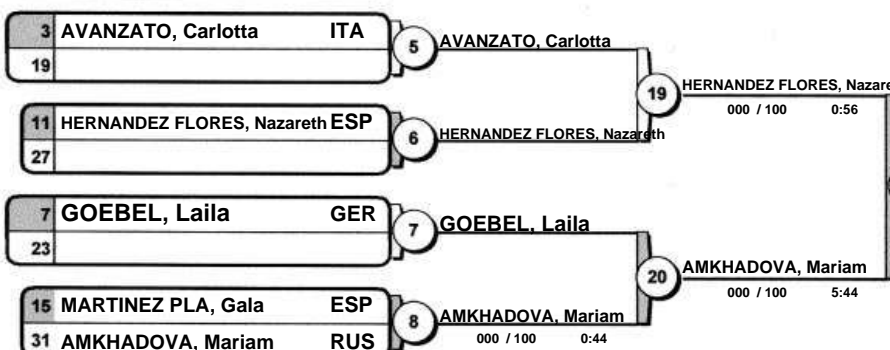 3 AVANZATO, Carlotta ITA
19
5 AVANZATO, Carlotta
11 HERNANDEZ FLORES, Nazareth ESP
27
6 HERNANDEZ FLORES, Nazareth
19 HERNANDEZ FLORES, Nazare
000 / 100 0:56
7 GOEBEL, Laila GER
23
7 GOEBEL, Laila
15 MARTINEZ PLA, Gala ESP
31 AMKHADOVA, Mariam RUS
8 AMKHADOVA, Mariam
000 / 100 0:44
20 AMKHADOVA, Mariam
000 / 100 5:44